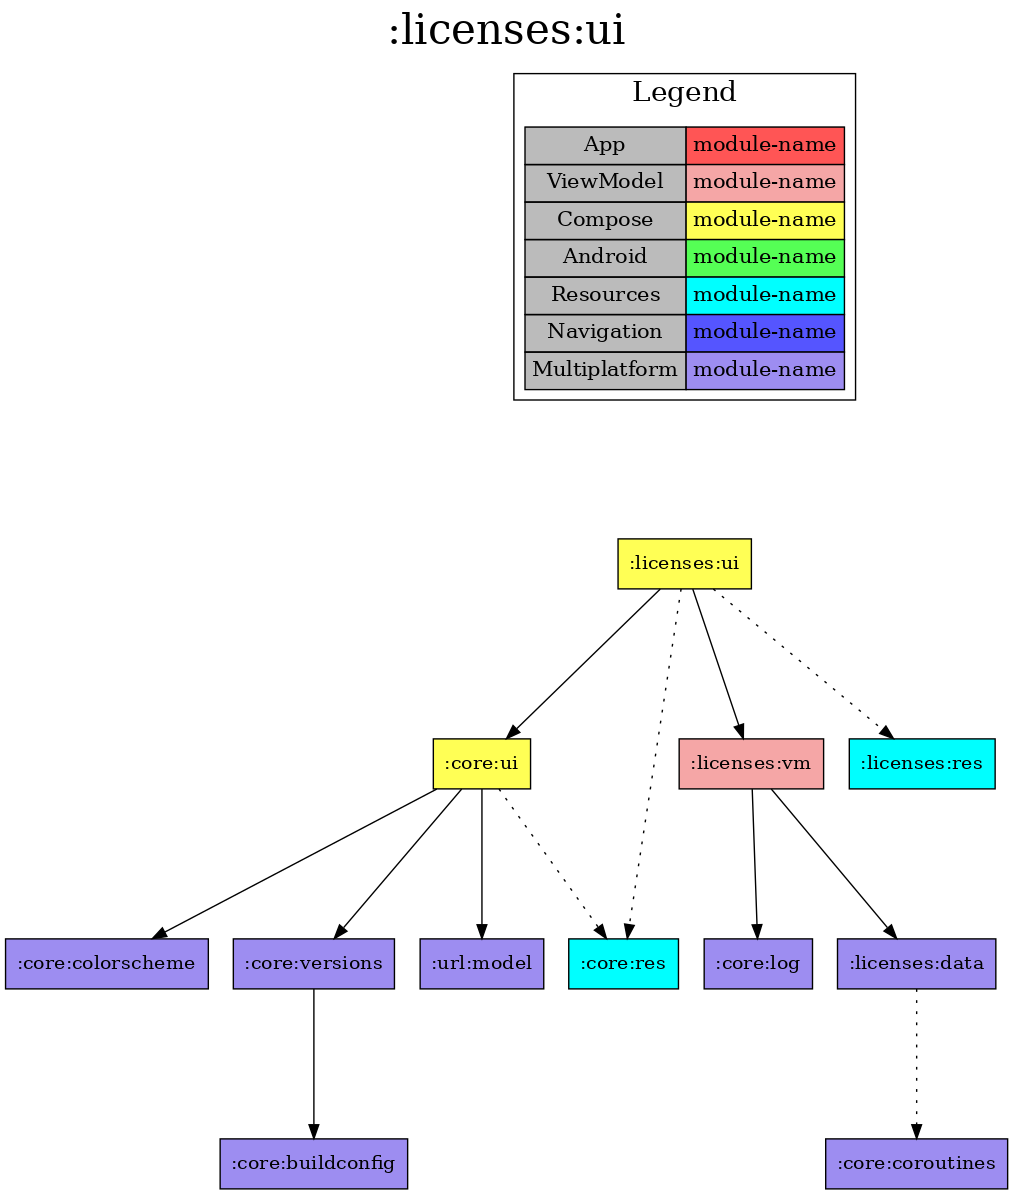 :licenses:ui
Legend
App module-name
ViewModel module-name
Compose module-name
Android module-name
Resources module-name
Navigation module-name
Multiplatform module-name
:licenses:ui
:core:ui :licenses:vm :licenses:res
:core:colorscheme :core:versions :url:model :core:res :core:log :licenses:data
:core:buildconfig :core:coroutines